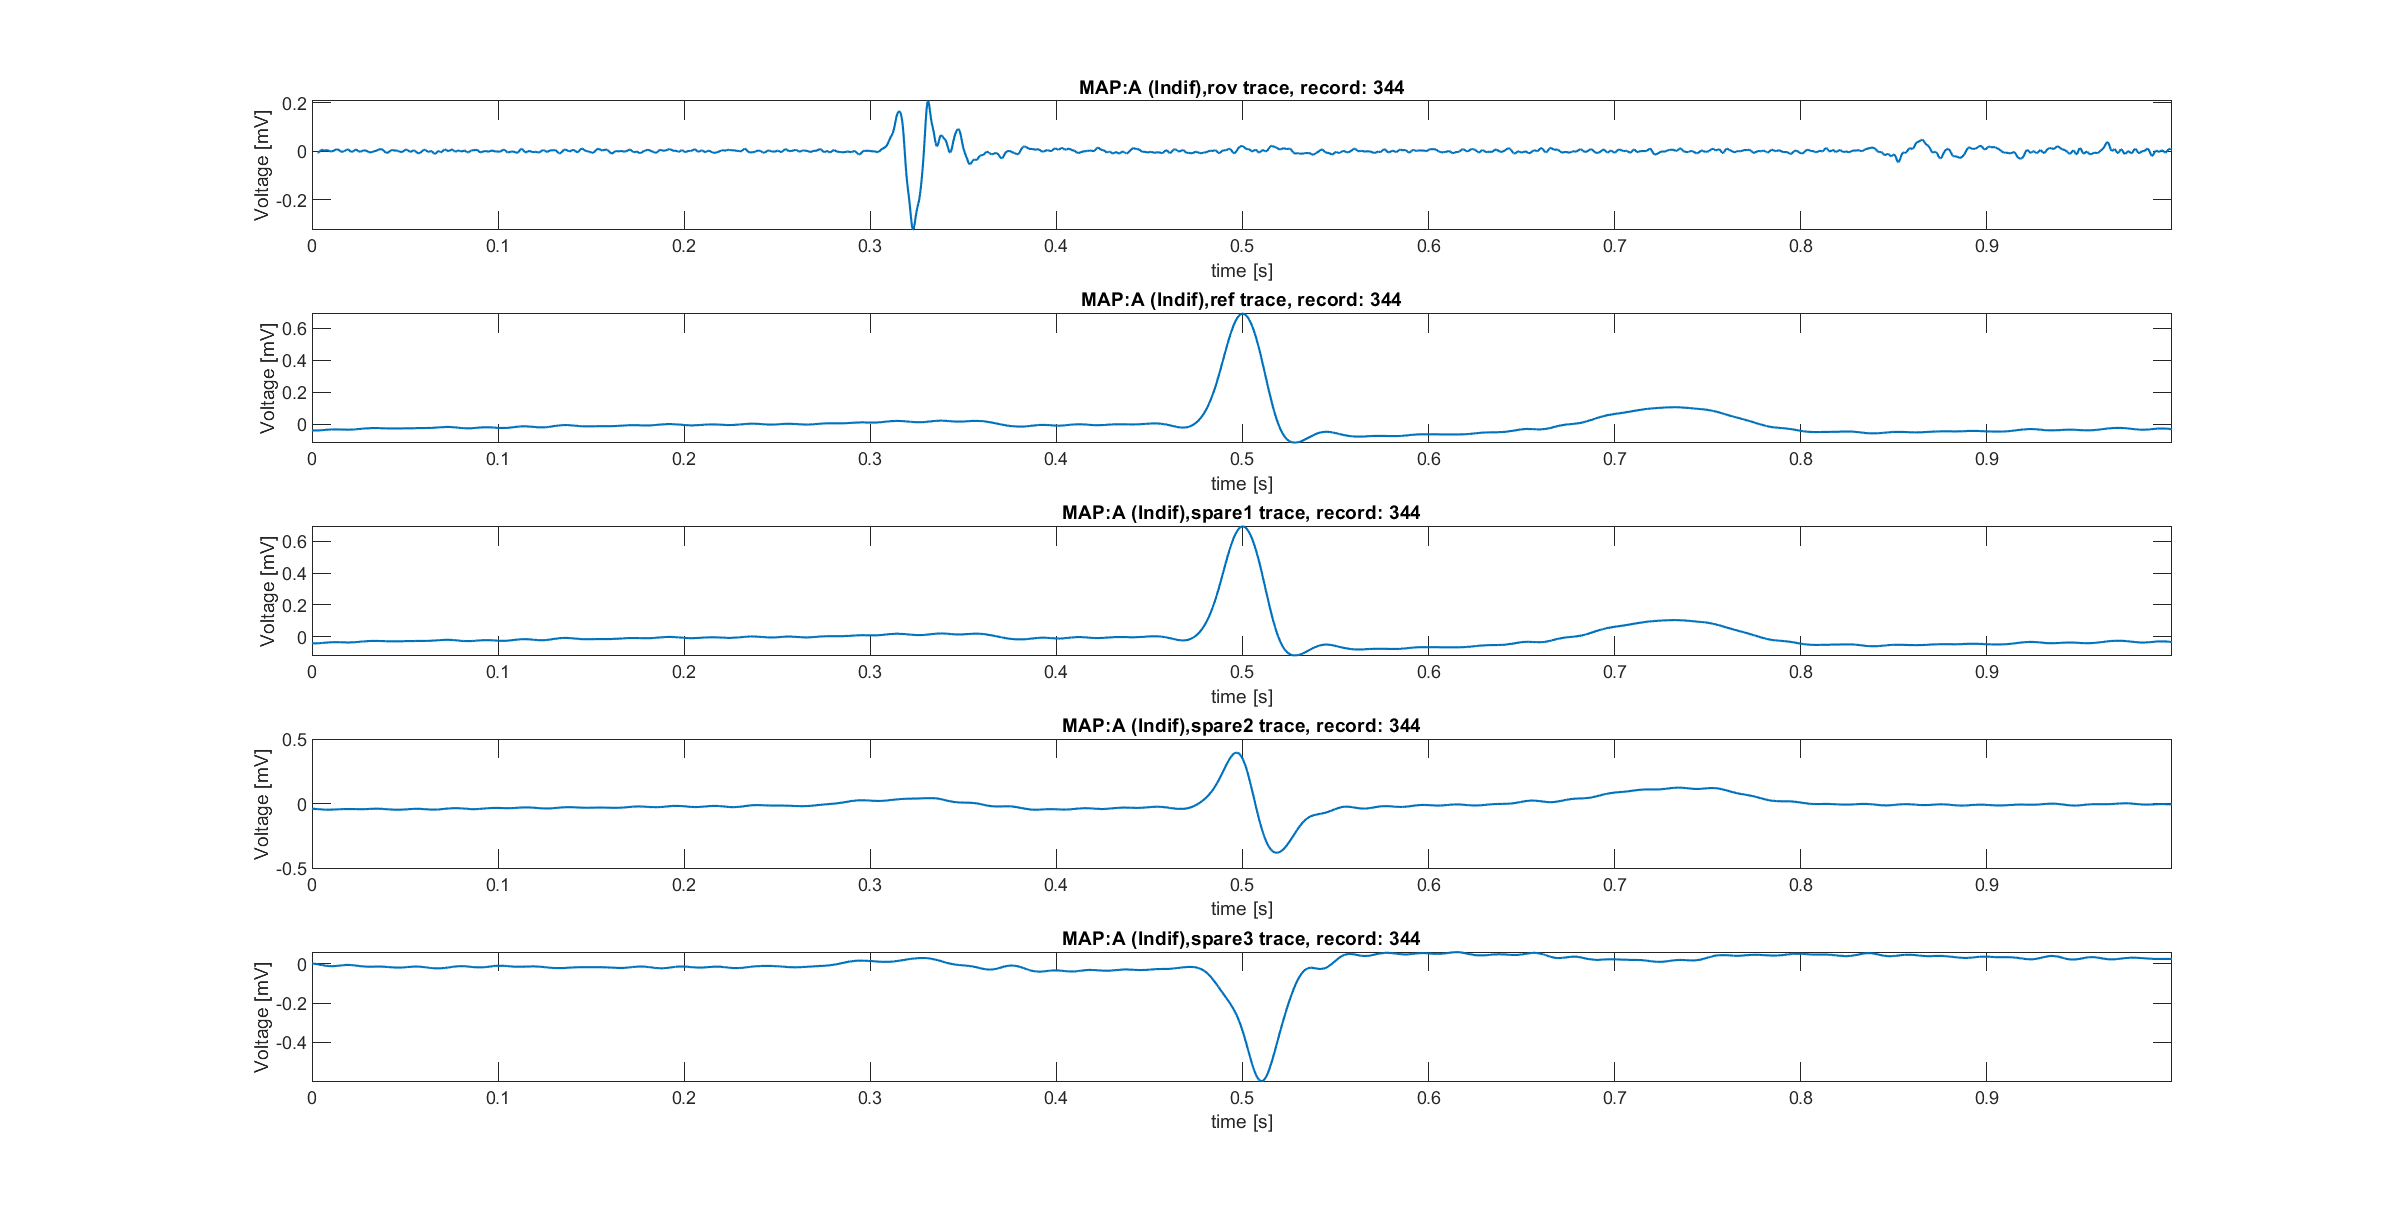 MAP:A (Indif),rov trace, record: 344
Voltage [mV]
0.2
0
-0.2
0 0.1 0.2 0.3 0.4 0.5 0.6 0.7 0.8 0.9
time [s]
MAP:A (Indif),ref trace, record: 344
Voltage [mV]
0.6
0.4
0.2
0
0 0.1 0.2 0.3 0.4 0.5 0.6 0.7 0.8 0.9
time [s]
MAP:A (Indif),spare1 trace, record: 344
Voltage [mV]
0.6
0.4
0.2
0
0 0.1 0.2 0.3 0.4 0.5 0.6 0.7 0.8 0.9
time [s]
MAP:A (Indif),spare2 trace, record: 344
Voltage [mV]
0.5
0
-0.5
0 0.1 0.2 0.3 0.4 0.5 0.6 0.7 0.8 0.9
time [s]
MAP:A (Indif),spare3 trace, record: 344
Voltage [mV]
0
-0.2
-0.4
0 0.1 0.2 0.3 0.4 0.5 0.6 0.7 0.8 0.9
time [s]